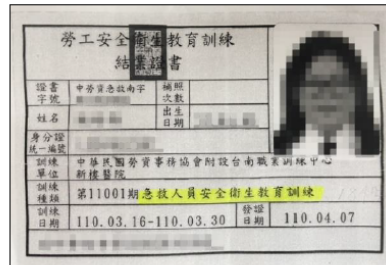 勞工安全衛生教育訓練
結業證書
證書字號 中勞資急救南字 補照次數
姓名 出生日期
身分證統一編號
訓練單位 中華民國勞資事務協會附設台南職業訓練中心
新樓醫院
訓練種類 第11001期急救人員安全衛生教育訓練
訓練日期 110.03.16-110.03.30 發證日期 110.04.07